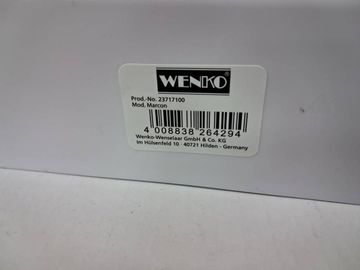 WENKO®
Prod.-No. 23717100
Mod. Marcon
4 008838 264294
Wenko-Wenselaar GmbH & Co. KG
Im Hülsenfeld 10 · 40721 Hilden - Germany